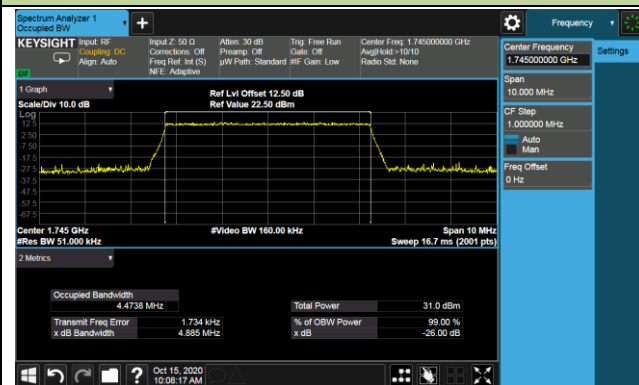 Spectrum Analyzer 1
Occupied BW
Frequency
KEYSIGHT
Input: RF
Coupling: DC
Align: Auto
Input Z: 50 Ω
Corrections: Off
Freq Ref: Int (S)
NFE: Adaptive
Atten: 30 dB
Preamp: Off
µW Path: Standard
Trig: Free Run
Gate: Off
#IF Gain: Low
Center Freq: 1.745000000 GHz
Avg|Hold:>10/10
Radio Std: None
Center Frequency
1.745000000 GHz
Settings
Span
10.000 MHz
CF Step
1.000000 MHz
Auto
Man
Freq Offset
0 Hz
1 Graph
Scale/Div 10.0 dB
Ref Lvl Offset 12.50 dB
Ref Value 22.50 dBm
Log
12.5
2.50
-7.50
-17.5
-27.5
-37.5
-47.5
-57.5
-67.5
Center 1.745 GHz
#Video BW 160.00 kHz
Span 10 MHz
#Res BW 51.000 kHz
Sweep 16.7 ms (2001 pts)
2 Metrics
Occupied Bandwidth
4.4738 MHz
Total Power 31.0 dBm
Transmit Freq Error 1.734 kHz
% of OBW Power 99.00 %
x dB Bandwidth 4.885 MHz
x dB -26.00 dB
Oct 15, 2020
10:08:17 AM